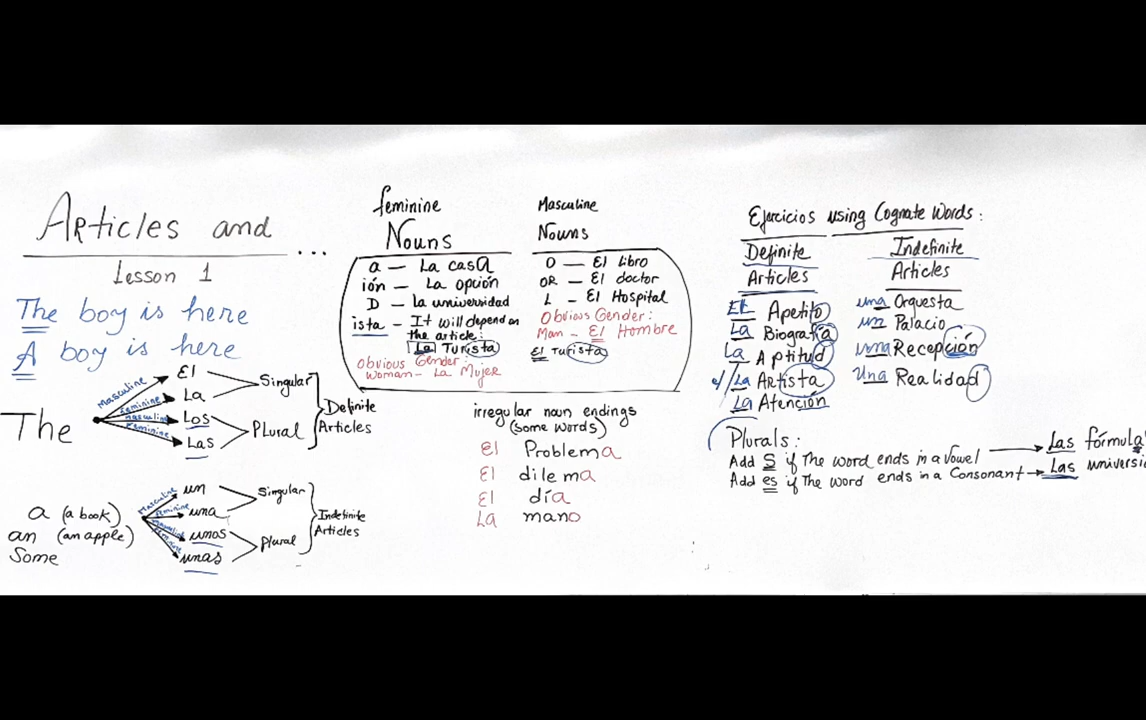 Articles and ...
Lesson 1
The boy is here
A boy is here
The
Masculine
Feminine
Masculine
Feminine
El
La
Los
Las
Singular
Plural
Definite
Articles
a (a book)
an (an apple)
Some
Masculine
Feminine
Masculine
Feminine
un
una
unos
unas
Singular
Plural
Indefinite
Articles
feminine
Nouns
a — La casa
ión — La opción
D — La universidad
ista — It will depend on
the article:
La Turista
Obvious Gender:
Woman - La Mujer
Masculine
Nouns
O — El Libro
OR — El doctor
L — El Hospital
Obvious Gender:
Man - El Hombre
El Turista
irregular noun endings
(some words)
El Problema
El dilema
El día
La mano
Ejercicios using Cognate Words:
Definite
Articles
El Apetito
La Biografía
La Aptitud
el/La Artista
La Atención
Indefinite
Articles
una Orquesta
un Palacio
una Recepción
Una Realidad
Plurals:
Add S if The word ends in a vowel → Las fórmula
Add es if The word ends in a Consonant → Las